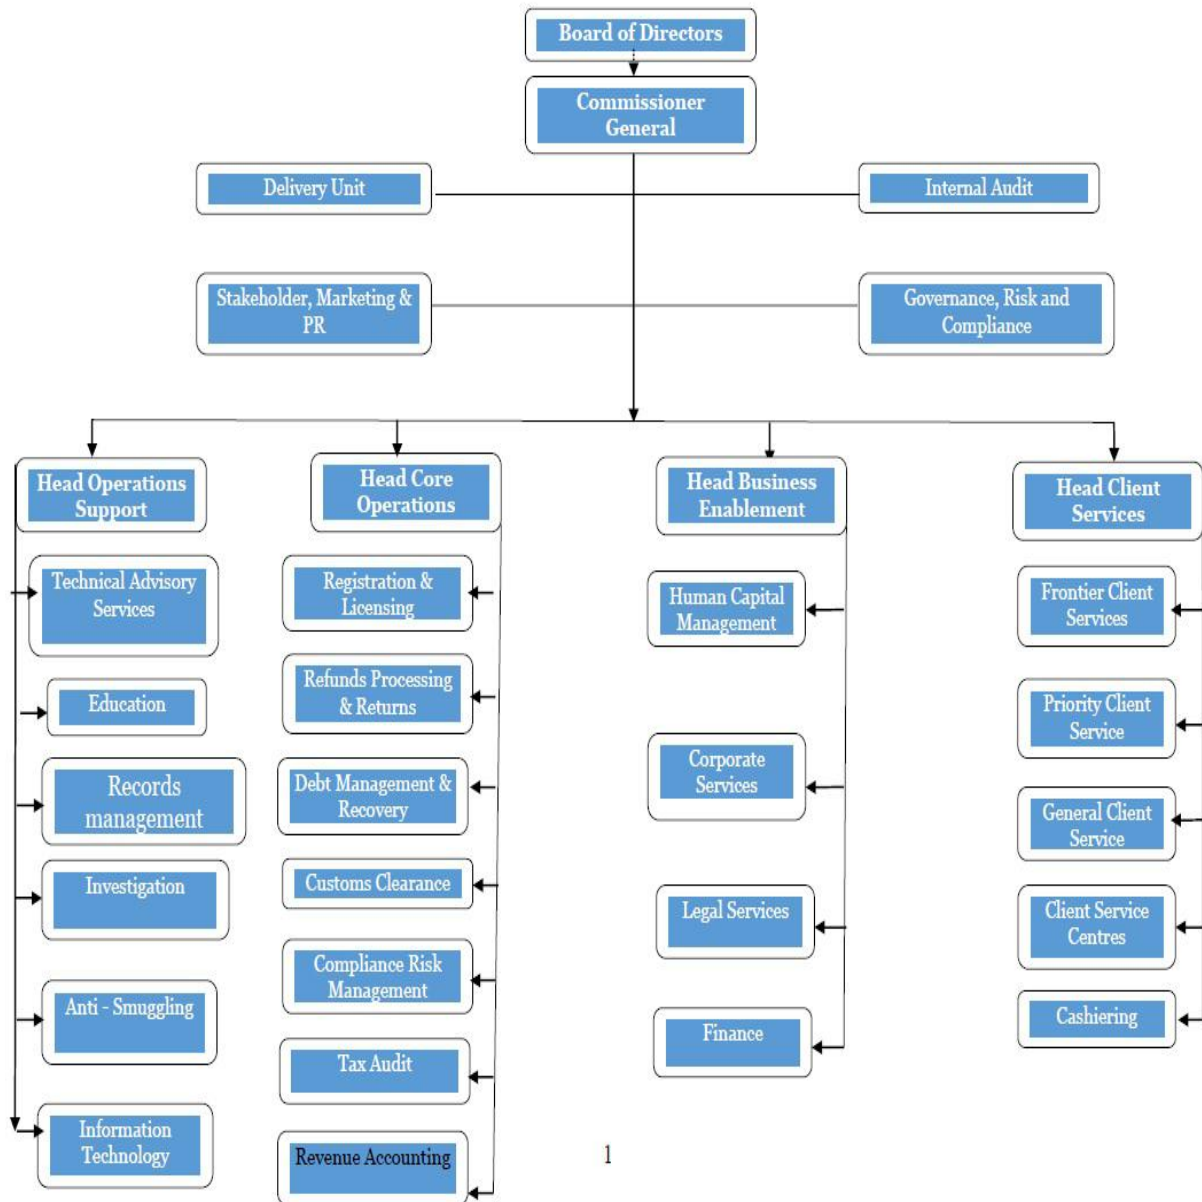 Board of Directors
Commissioner
General
Delivery Unit
Internal Audit
Stakeholder, Marketing &
PR
Governance, Risk and
Compliance
Head Operations
Support
Technical Advisory
Services
Education
Records
management
Investigation
Anti - Smuggling
Information
Technology
Head Core
Operations
Registration &
Licensing
Refunds Processing
& Returns
Debt Management &
Recovery
Customs Clearance
Compliance Risk
Management
Tax Audit
Revenue Accounting
Head Business
Enablement
Human Capital
Management
Corporate
Services
Legal Services
Finance
Head Client
Services
Frontier Client
Services
Priority Client
Service
General Client
Service
Client Service
Centres
Cashiering
1